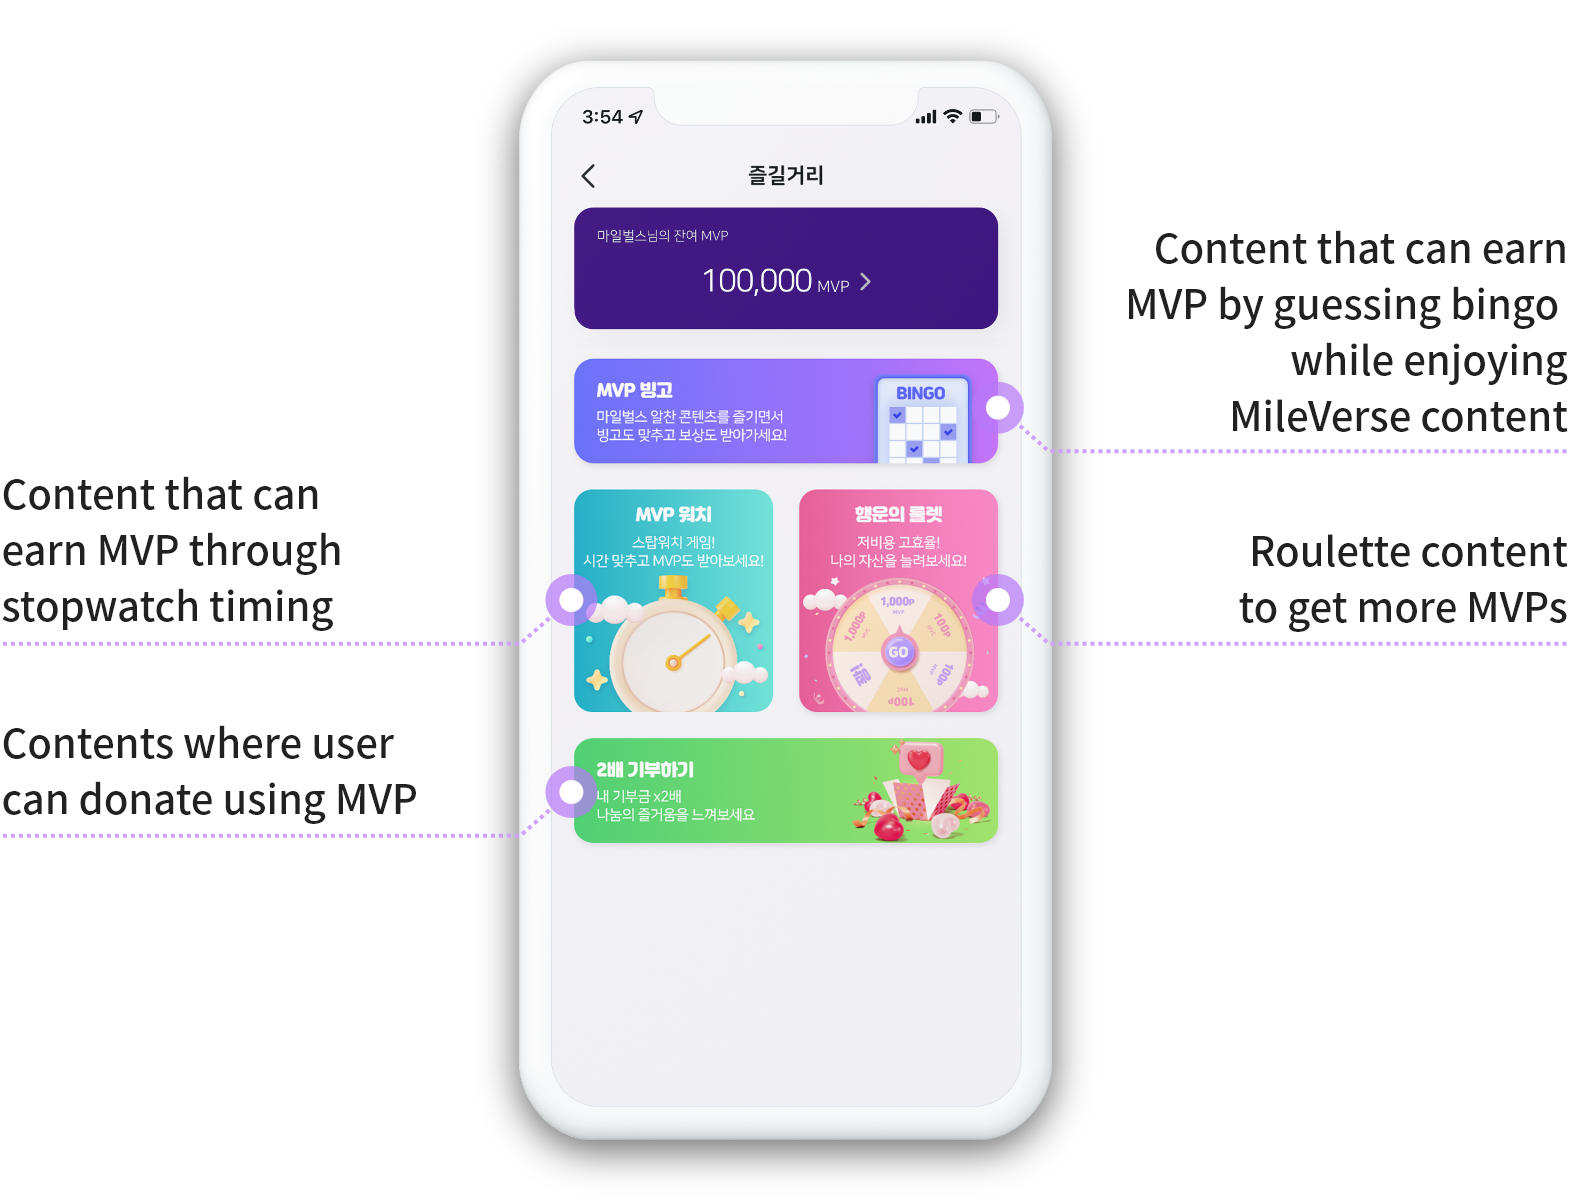 3:54
즐길거리
마일벌스님의 잔여 MVP
100,000 MVP
MVP 빙고
마일벌스 알찬 콘텐츠를 즐기면서
빙고도 맞추고 보상도 받아가세요!
BINGO
Content that can earn
MVP by guessing bingo
while enjoying
MileVerse content
Content that can
earn MVP through
stopwatch timing
MVP 워치
스탑워치 게임!
시간 맞추고 MVP도 받아보세요!
행운의 룰렛
저비용 고효율!
나의 자산을 늘려보세요!
1,000P
MVP
1,000P
MVC
100P
MVC
100P
MVP
100P
GO
Roulette content
to get more MVPs
Contents where user
can donate using MVP
2배 기부하기
내 기부금 x2배
나눔의 즐거움을 느껴보세요